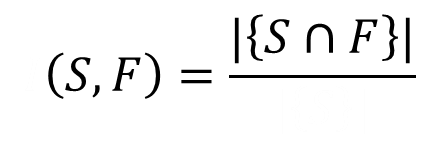 (S, F) = |{S ∩ F}|